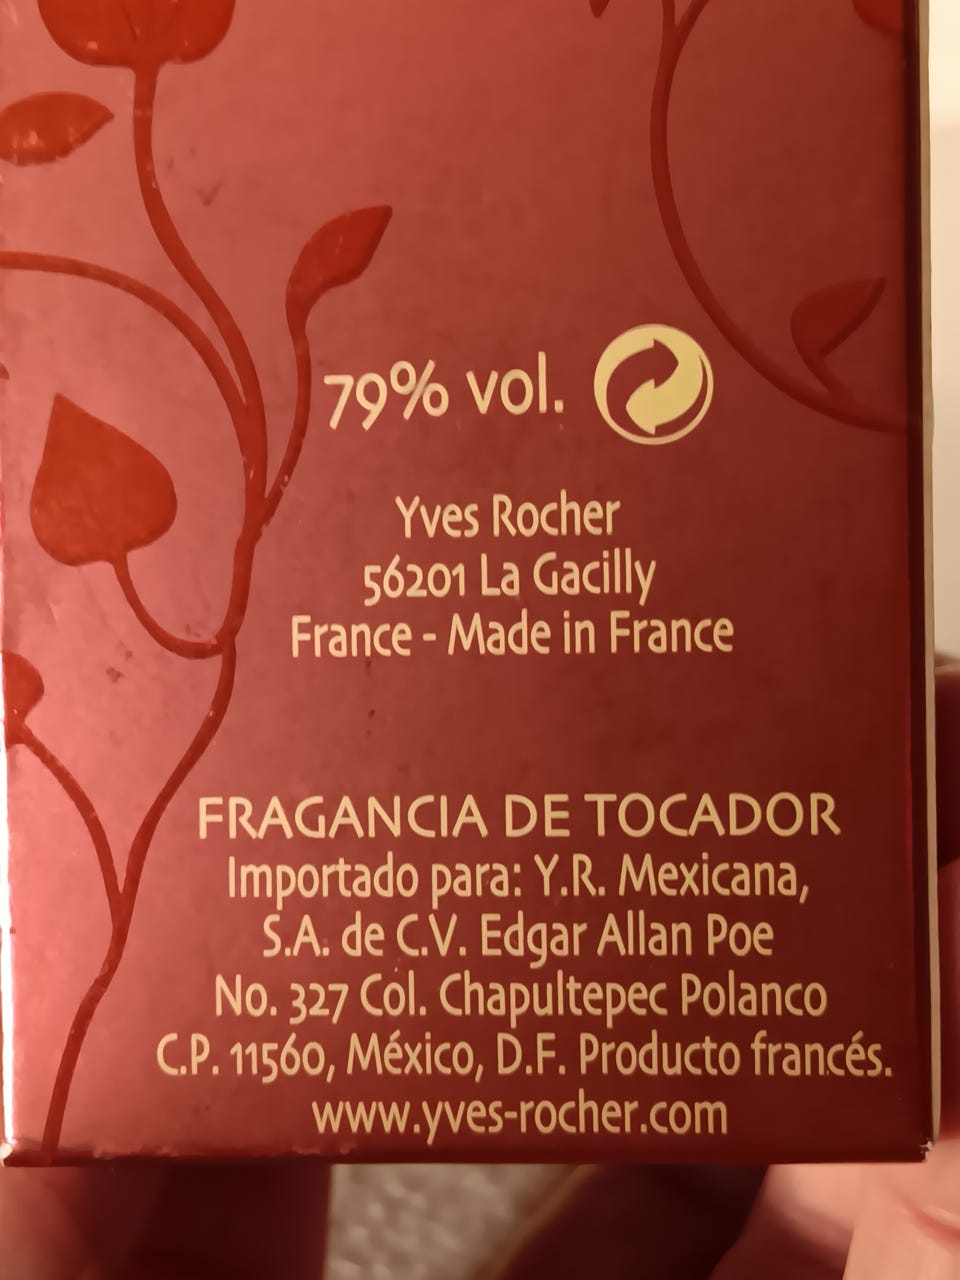 79% vol.
Yves Rocher
56201 La Gacilly
France - Made in France
FRAGANCIA DE TOCADOR
Importado para: Y.R. Mexicana,
S.A. de C.V. Edgar Allan Poe
No. 327 Col. Chapultepec Polanco
C.P. 11560, México, D.F. Producto francés.
www.yves-rocher.com